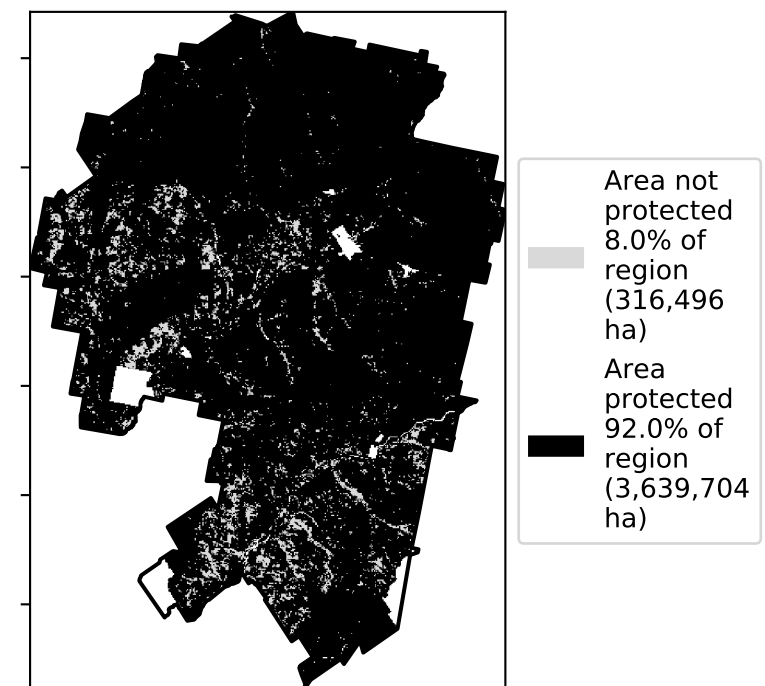 Area not
protected
8.0% of
region
(316,496
ha)
Area
protected
92.0% of
region
(3,639,704
ha)